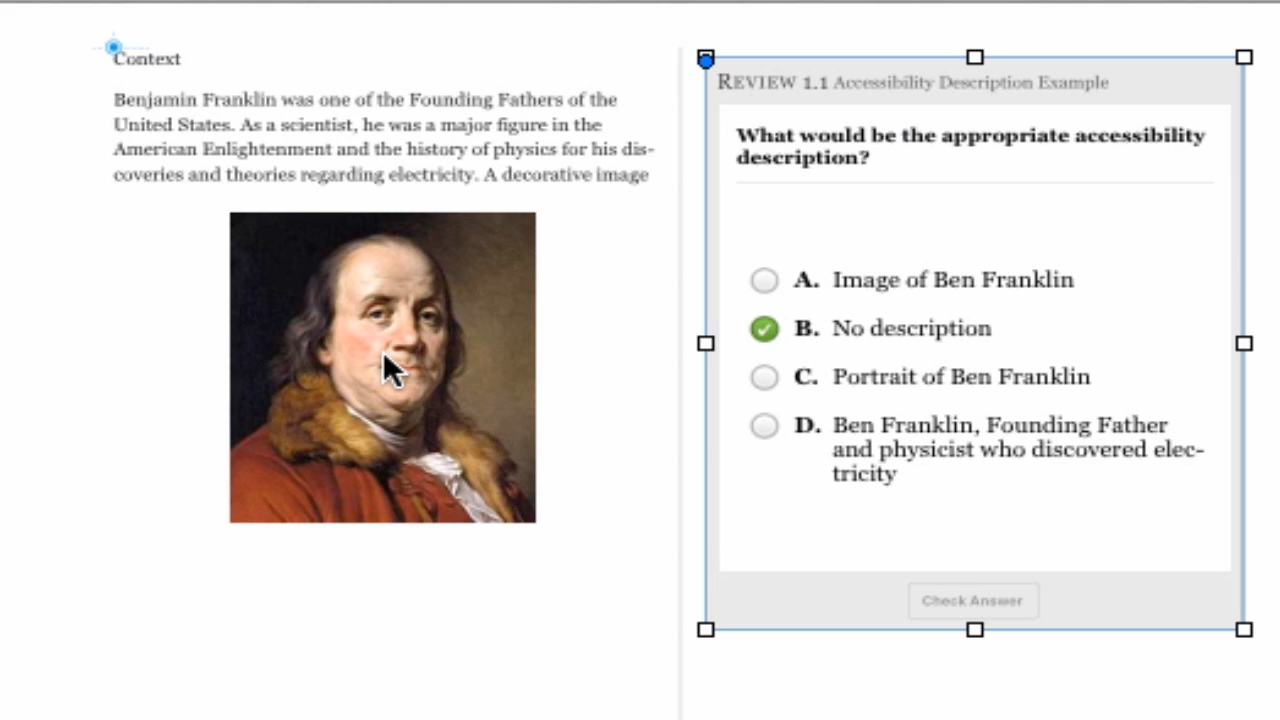 Context
Benjamin Franklin was one of the Founding Fathers of the
United States. As a scientist, he was a major figure in the
American Enlightenment and the history of physics for his dis-
coveries and theories regarding electricity. A decorative image
REVIEW 1.1 Accessibility Description Example
What would be the appropriate accessibility
description?
A. Image of Ben Franklin
B. No description
C. Portrait of Ben Franklin
D. Ben Franklin, Founding Father
and physicist who discovered elec-
tricity
Check Answer